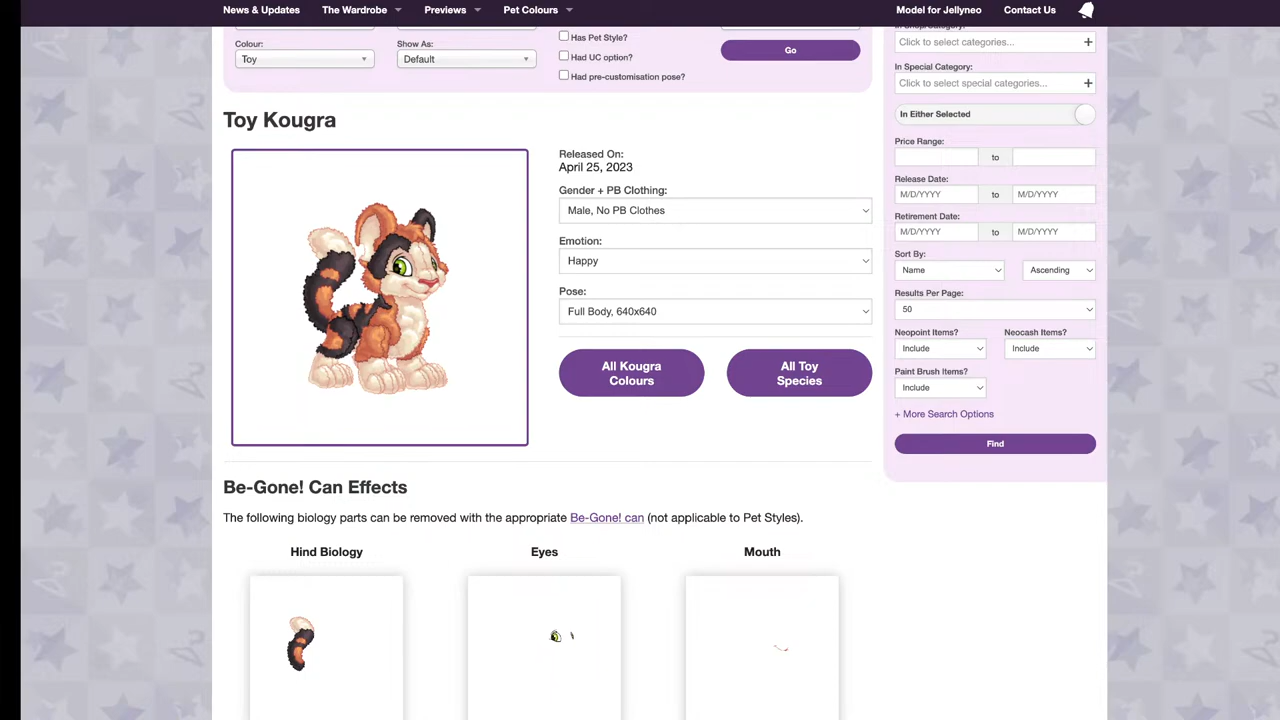 News & Updates
The Wardrobe
Previews
Pet Colours
Model for Jellyneo
Contact Us
Colour:
Toy
Show As:
Default
Has Pet Style?
Had UC option?
Had pre-customisation pose?
Go
Toy Kougra
Released On:
April 25, 2023
Gender + PB Clothing:
Male, No PB Clothes
Emotion:
Happy
Pose:
Full Body, 640x640
All Kougra
Colours
All Toy
Species
Be-Gone! Can Effects
The following biology parts can be removed with the appropriate Be-Gone! can (not applicable to Pet Styles).
Hind Biology
Eyes
Mouth
Click to select categories...
+
In Special Category:
Click to select special categories...
+
In Either Selected
Price Range:
to
Release Date:
M/D/YYYY to M/D/YYYY
Retirement Date:
M/D/YYYY to M/D/YYYY
Sort By:
Name
Ascending
Results Per Page:
50
Neopoint Items?
Neocash Items?
Include
Include
Paint Brush Items?
Include
+ More Search Options
Find